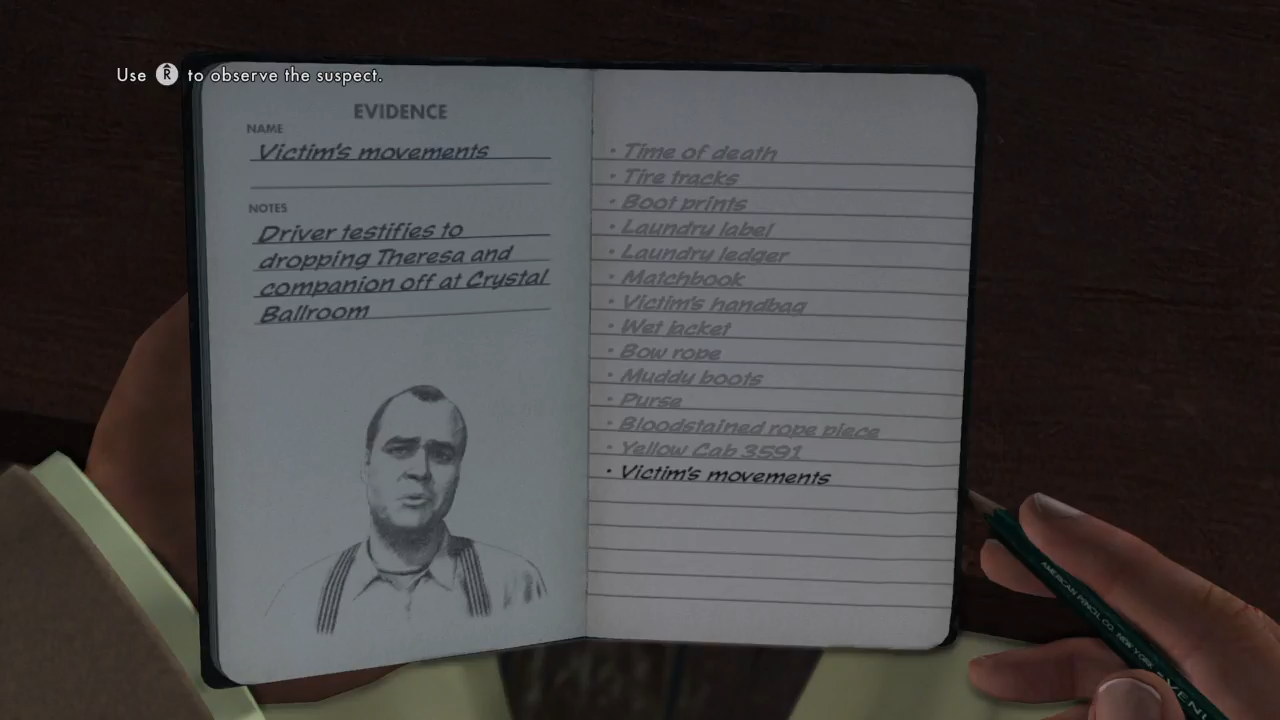 Use R to observe the suspect.
EVIDENCE
NAME
Victim's movements
NOTES
Driver testifies to
dropping Theresa and
companion off at Crystal
Ballroom
• Time of death
• Tire tracks
• Boot prints
• Laundry label
• Laundry ledger
• Matchbook
• Victim's handbag
• Wet jacket
• Bow rope
• Muddy boots
• Purse
• Bloodstained rope piece
• Yellow Cab 3591
• Victim's movements
AMERICAN PENCIL CO. NEW YORK